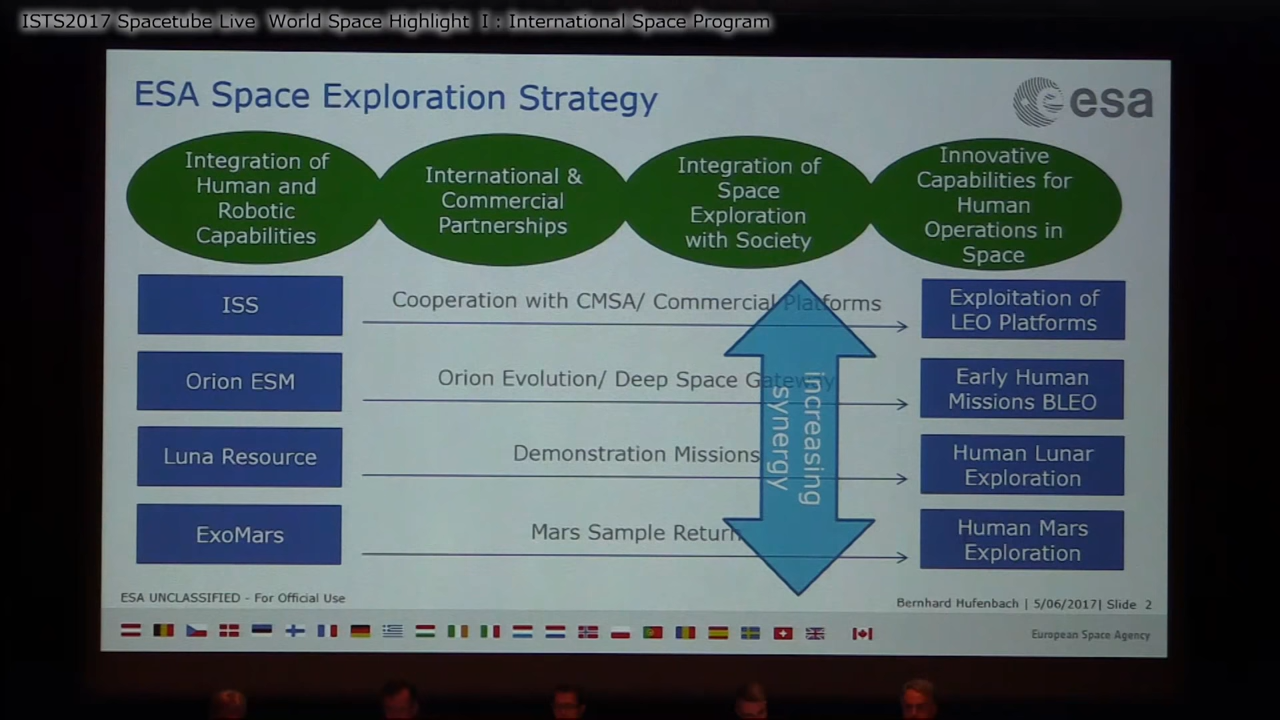 ISTS2017 Spacetube Live World Space Highlight I : International Space Program
ESA Space Exploration Strategy
esa
Integration of
Human and
Robotic
Capabilities
International &
Commercial
Partnerships
Integration of
Space
Exploration
with Society
Innovative
Capabilities for
Human
Operations in
Space
ISS
Cooperation with CMSA/ Commercial Platforms
Exploitation of
LEO Platforms
Orion ESM
Orion Evolution/ Deep Space Gateway
Early Human
Missions BLEO
Luna Resource
Demonstration Missions
Human Lunar
Exploration
ExoMars
Mars Sample Return
Human Mars
Exploration
increasing
synergy
ESA UNCLASSIFIED - For Official Use
Bernhard Hufenbach | 5/06/2017| Slide 2
European Space Agency